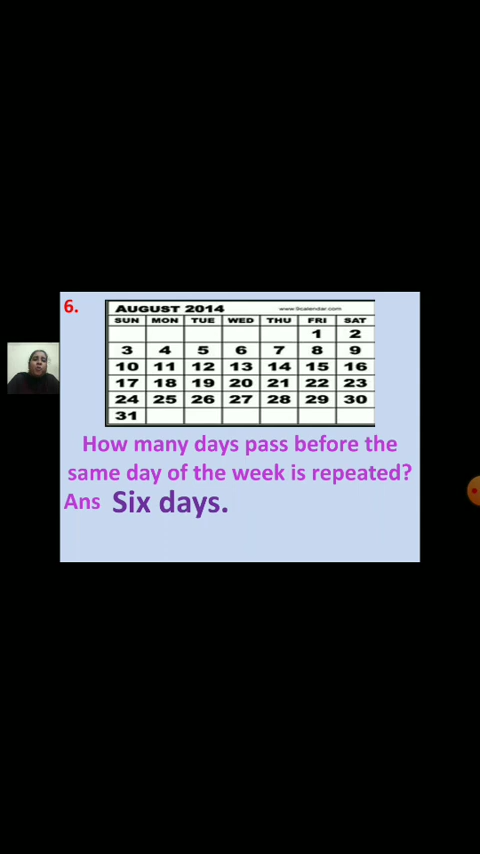 6.
AUGUST 2014 www.9calendar.com
SUN MON TUE WED THU FRI SAT
1 2
3 4 5 6 7 8 9
10 11 12 13 14 15 16
17 18 19 20 21 22 23
24 25 26 27 28 29 30
31
How many days pass before the
same day of the week is repeated?
Ans Six days.